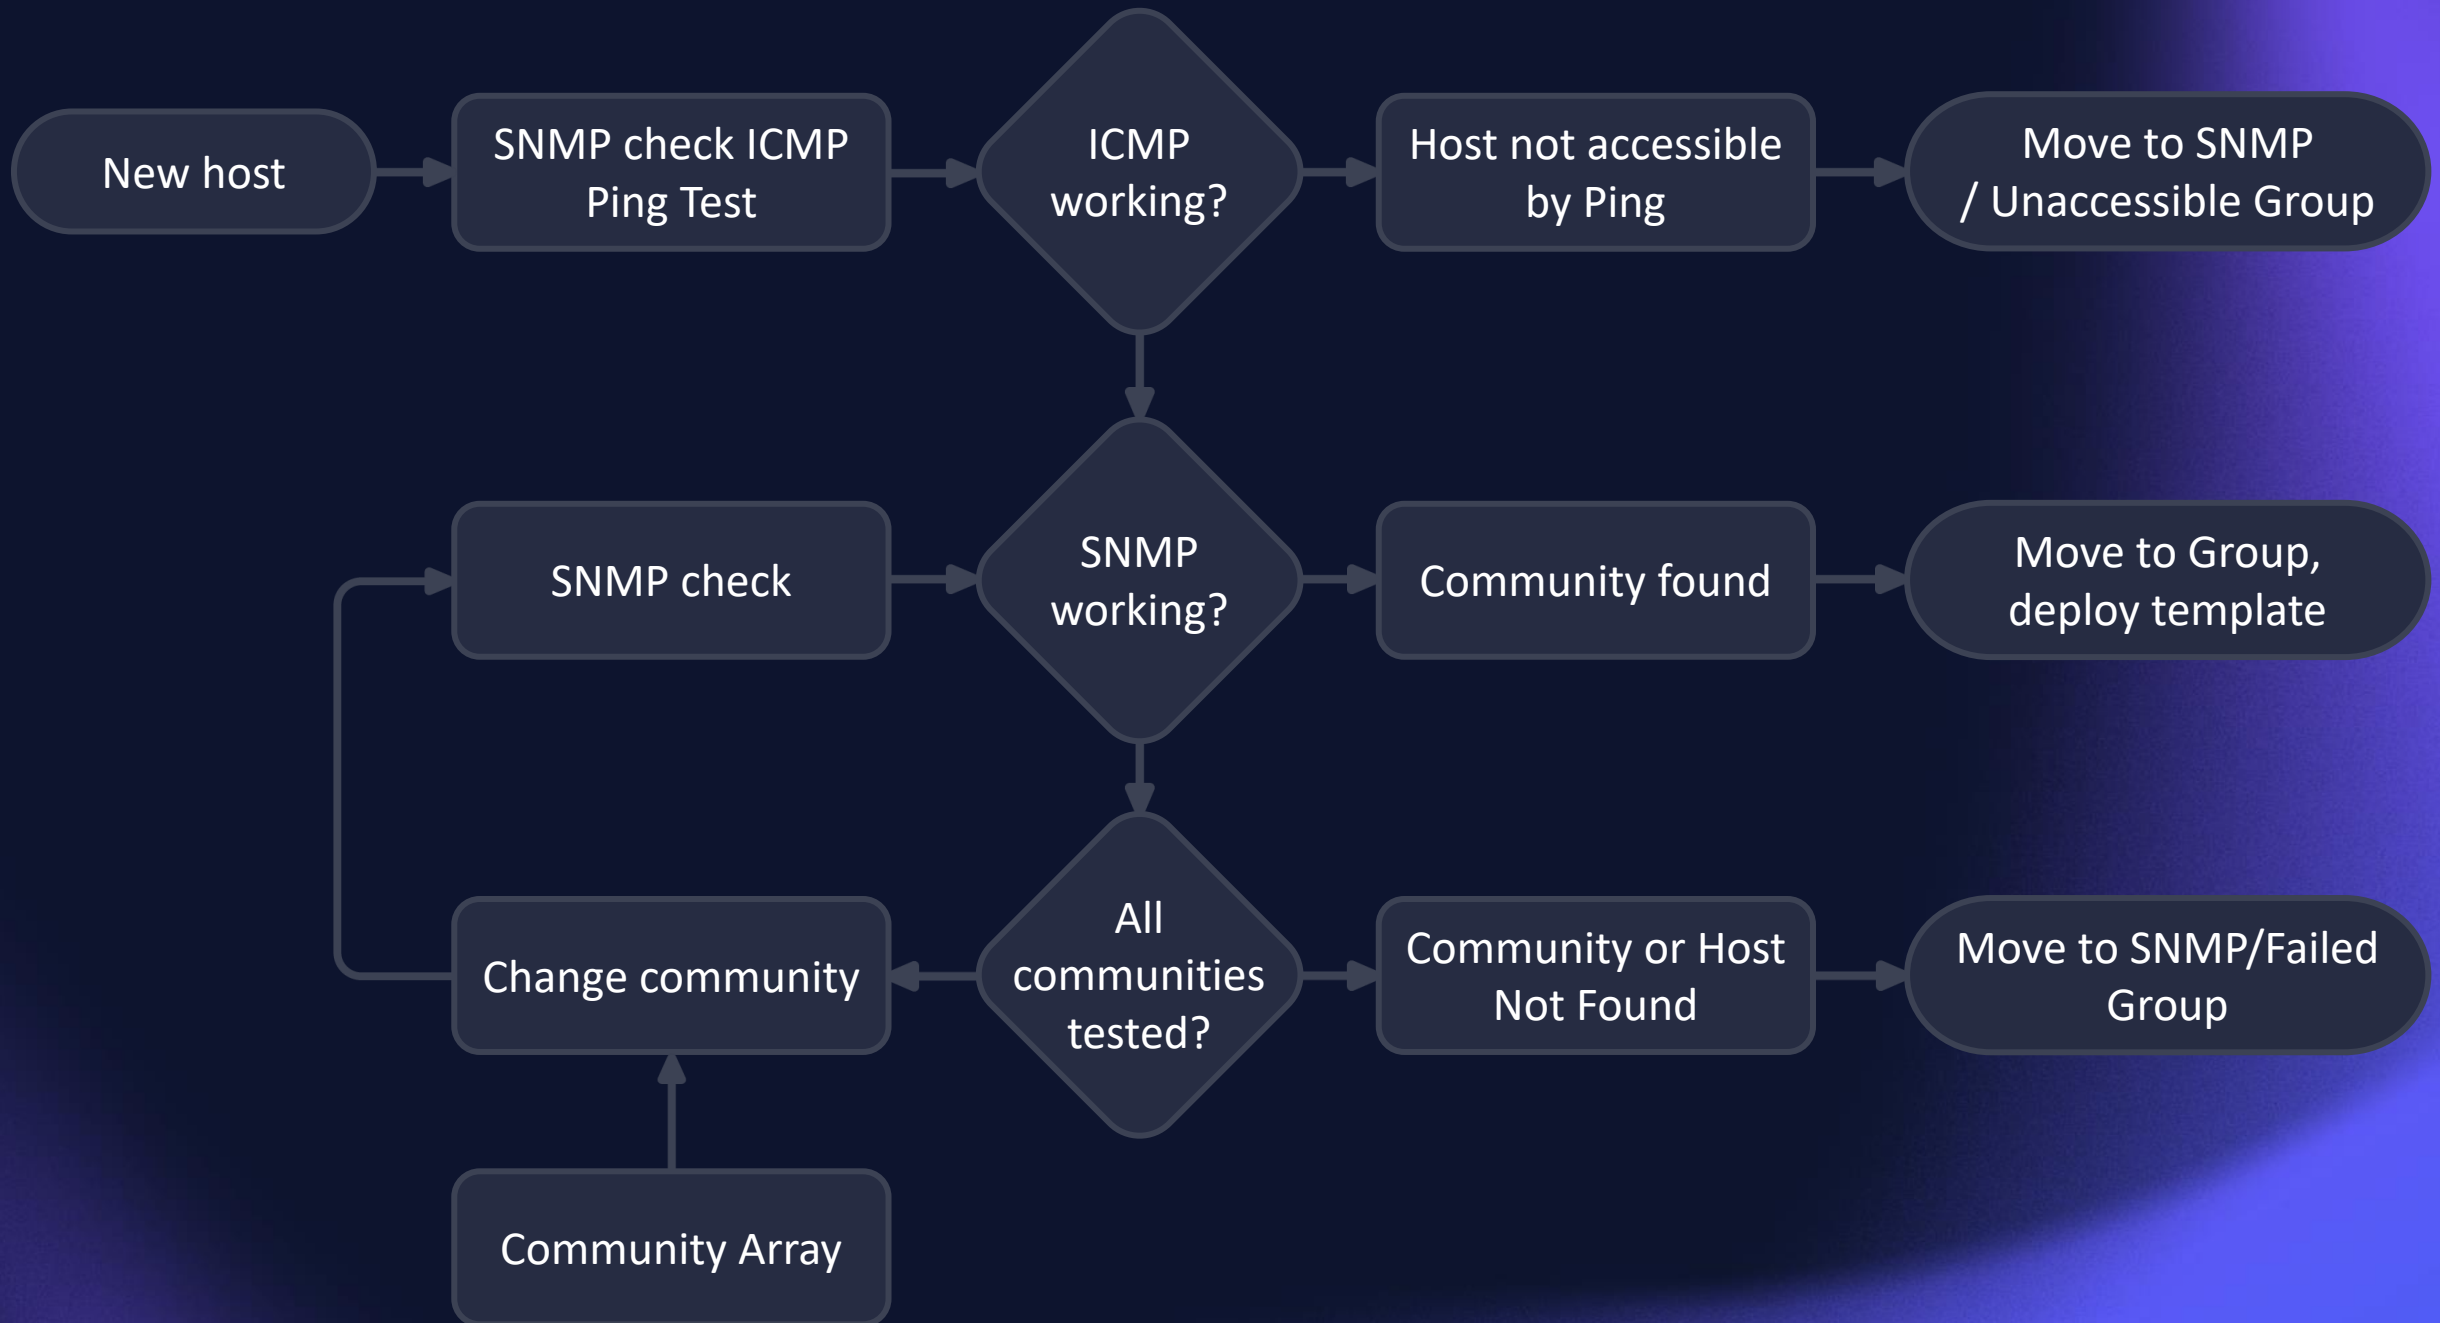 New host
SNMP check ICMP
Ping Test
ICMP
working?
Host not accessible
by Ping
Move to SNMP
/ Unaccessible Group
SNMP check
SNMP
working?
Community found
Move to Group,
deploy template
Change community
All
communities
tested?
Community or Host
Not Found
Move to SNMP/Failed
Group
Community Array